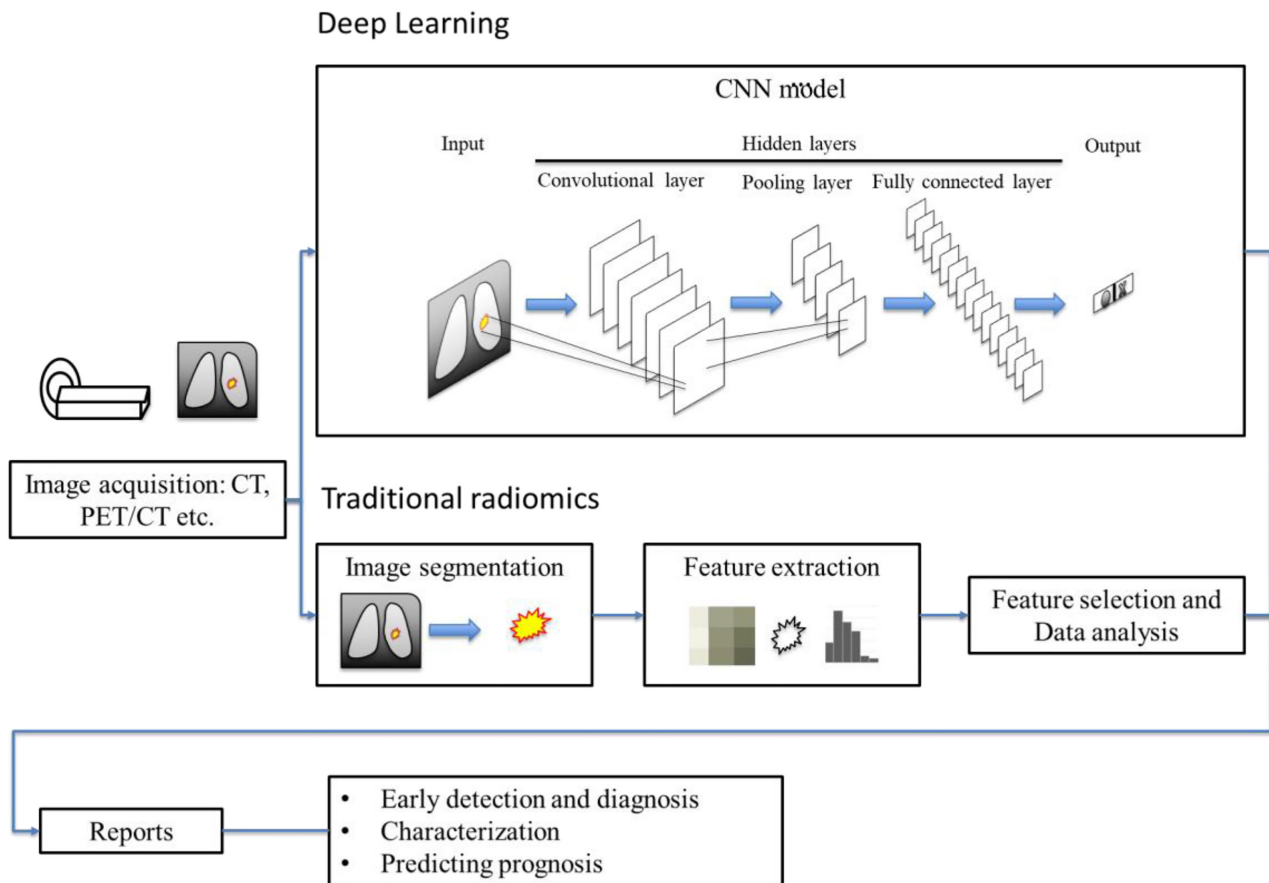 Deep Learning
CNN model
Input
Hidden layers
Output
Convolutional layer
Pooling layer
Fully connected layer
O X
Image acquisition: CT,
PET/CT etc.
Traditional radiomics
Image segmentation
Feature extraction
Feature selection and
Data analysis
Reports
• Early detection and diagnosis
• Characterization
• Predicting prognosis